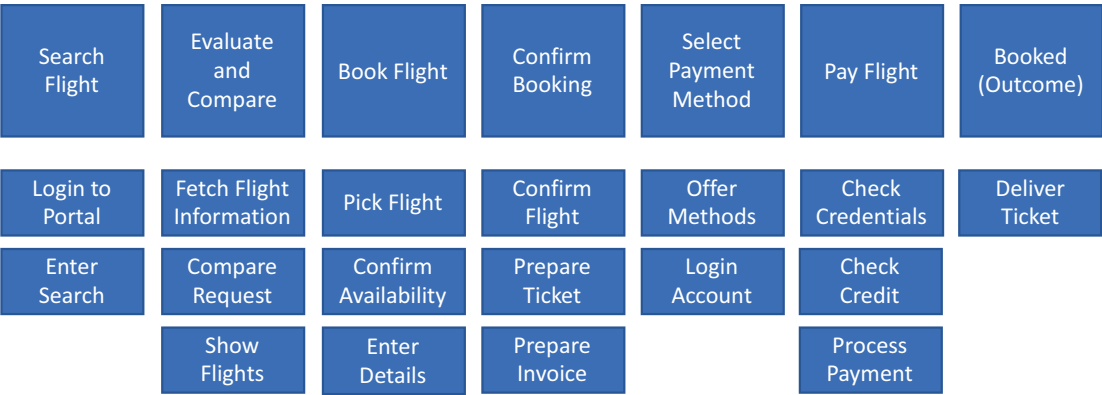 Search
Flight
Evaluate
and
Compare
Book Flight
Confirm
Booking
Select
Payment
Method
Pay Flight
Booked
(Outcome)
Login to
Portal
Fetch Flight
Information
Pick Flight
Confirm
Flight
Offer
Methods
Check
Credentials
Deliver
Ticket
Enter
Search
Compare
Request
Confirm
Availability
Prepare
Ticket
Login
Account
Check
Credit
Show
Flights
Enter
Details
Prepare
Invoice
Process
Payment